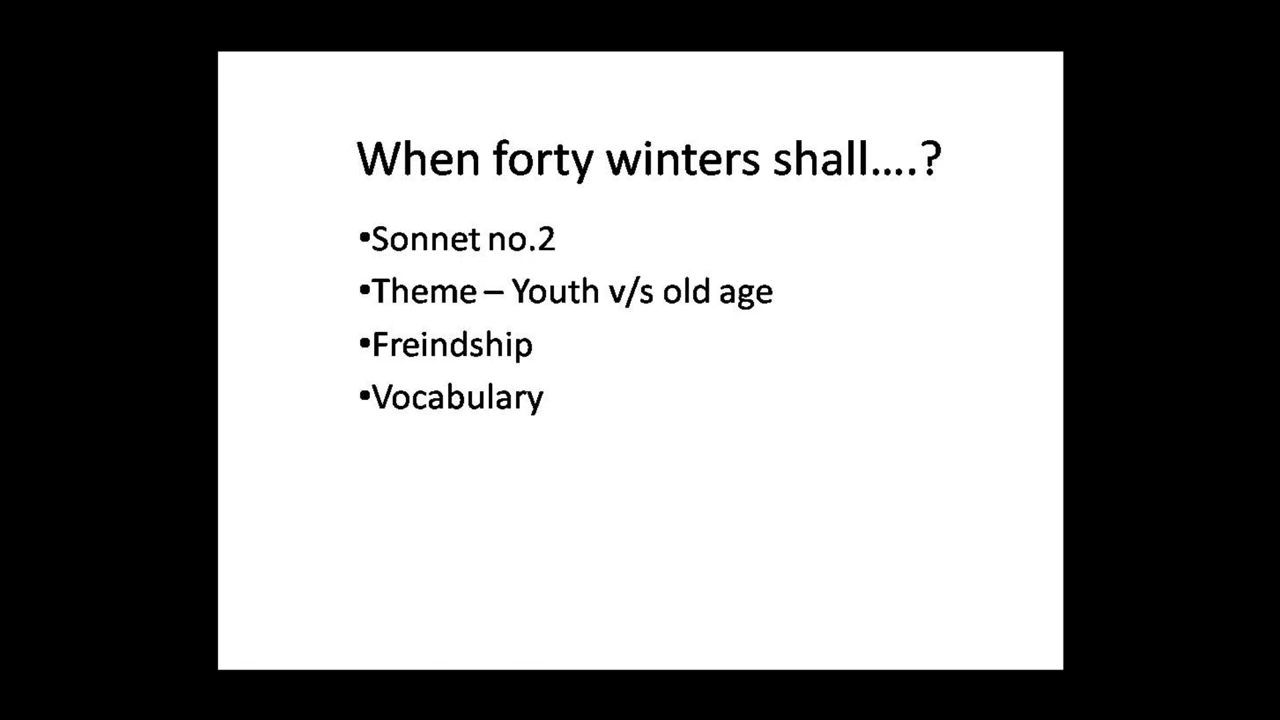 When forty winters shall….?
•Sonnet no.2
•Theme – Youth v/s old age
•Freindship
•Vocabulary